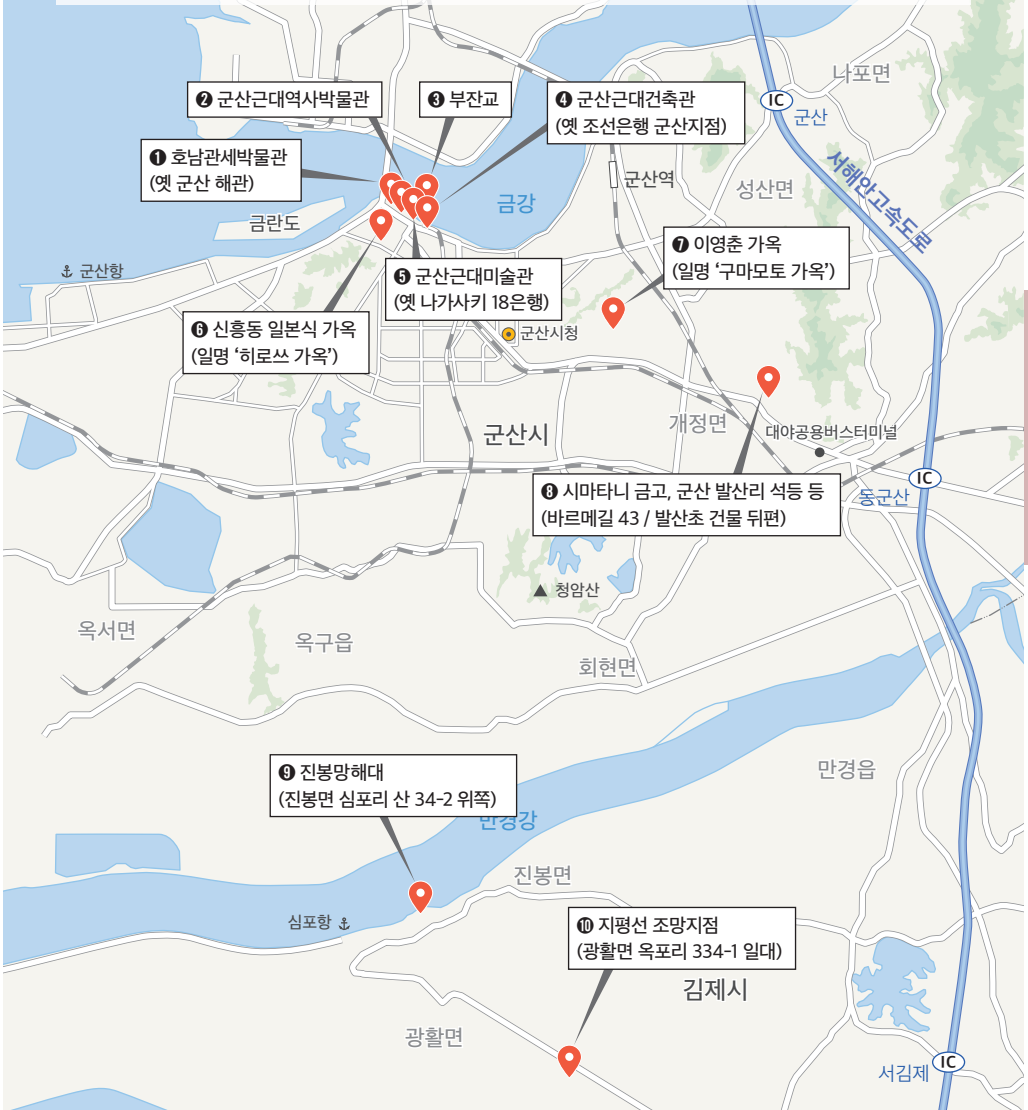 나포면
❷ 군산근대역사박물관
❸ 부잔교
❹ 군산근대건축관
(옛 조선은행 군산지점)
IC
군산
❶ 호남관세박물관
(옛 군산 해관)
서해안고속도로
군산역
성산면
금강
금란도
❼ 이영춘 가옥
(일명 ‘구마모토 가옥’)
군산항
❺ 군산근대미술관
(옛 나가사키 18은행)
❻ 신흥동 일본식 가옥
(일명 ‘히로쓰 가옥’)
군산시청
개정면
군산시
대야공용버스터미널
IC
동군산
❽ 시마타니 금고, 군산 발산리 석등 등
(바르메길 43 / 발산초 건물 뒤편)
청암산
옥서면
옥구읍
회현면
만경읍
❾ 진봉망해대
(진봉면 심포리 산 34-2 위쪽)
만경강
진봉면
심포항
❿ 지평선 조망지점
(광활면 옥포리 334-1 일대)
김제시
광활면
IC
서김제